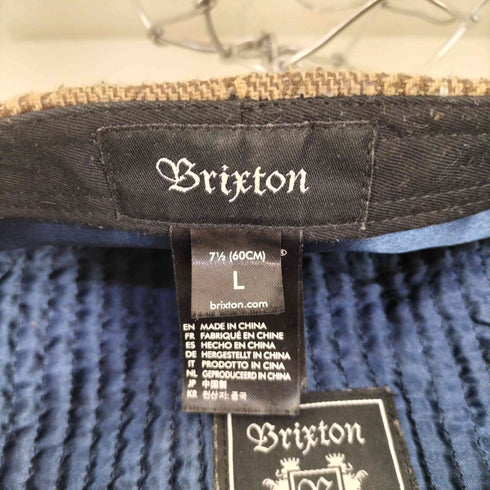 Brixton
7½ (60CM)
®
L
brixton.com
EN MADE IN CHINA
FR FABRIQUÉ EN CHINE
ES HECHO EN CHINA
DE HERGESTELLT IN CHINA
IT PRODOTTO IN CINA
NL GEPRODUCEERD IN CHINA
JP 中国製
KR 원산지: 중국
Brixton